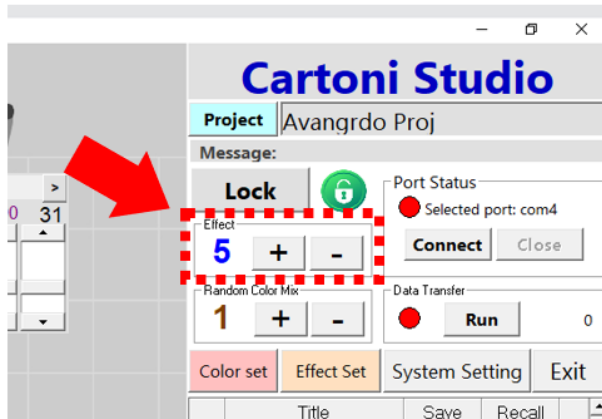 Cartoni Studio
Project Avangrdo Proj
Message:
Lock
Port Status
Selected port: com4
Connect Close
> 
31
Effect
5 + -
Random Color Mix
1 + -
Data Transfer
Run 0
Color set Effect Set System Setting Exit
Title Save Recall